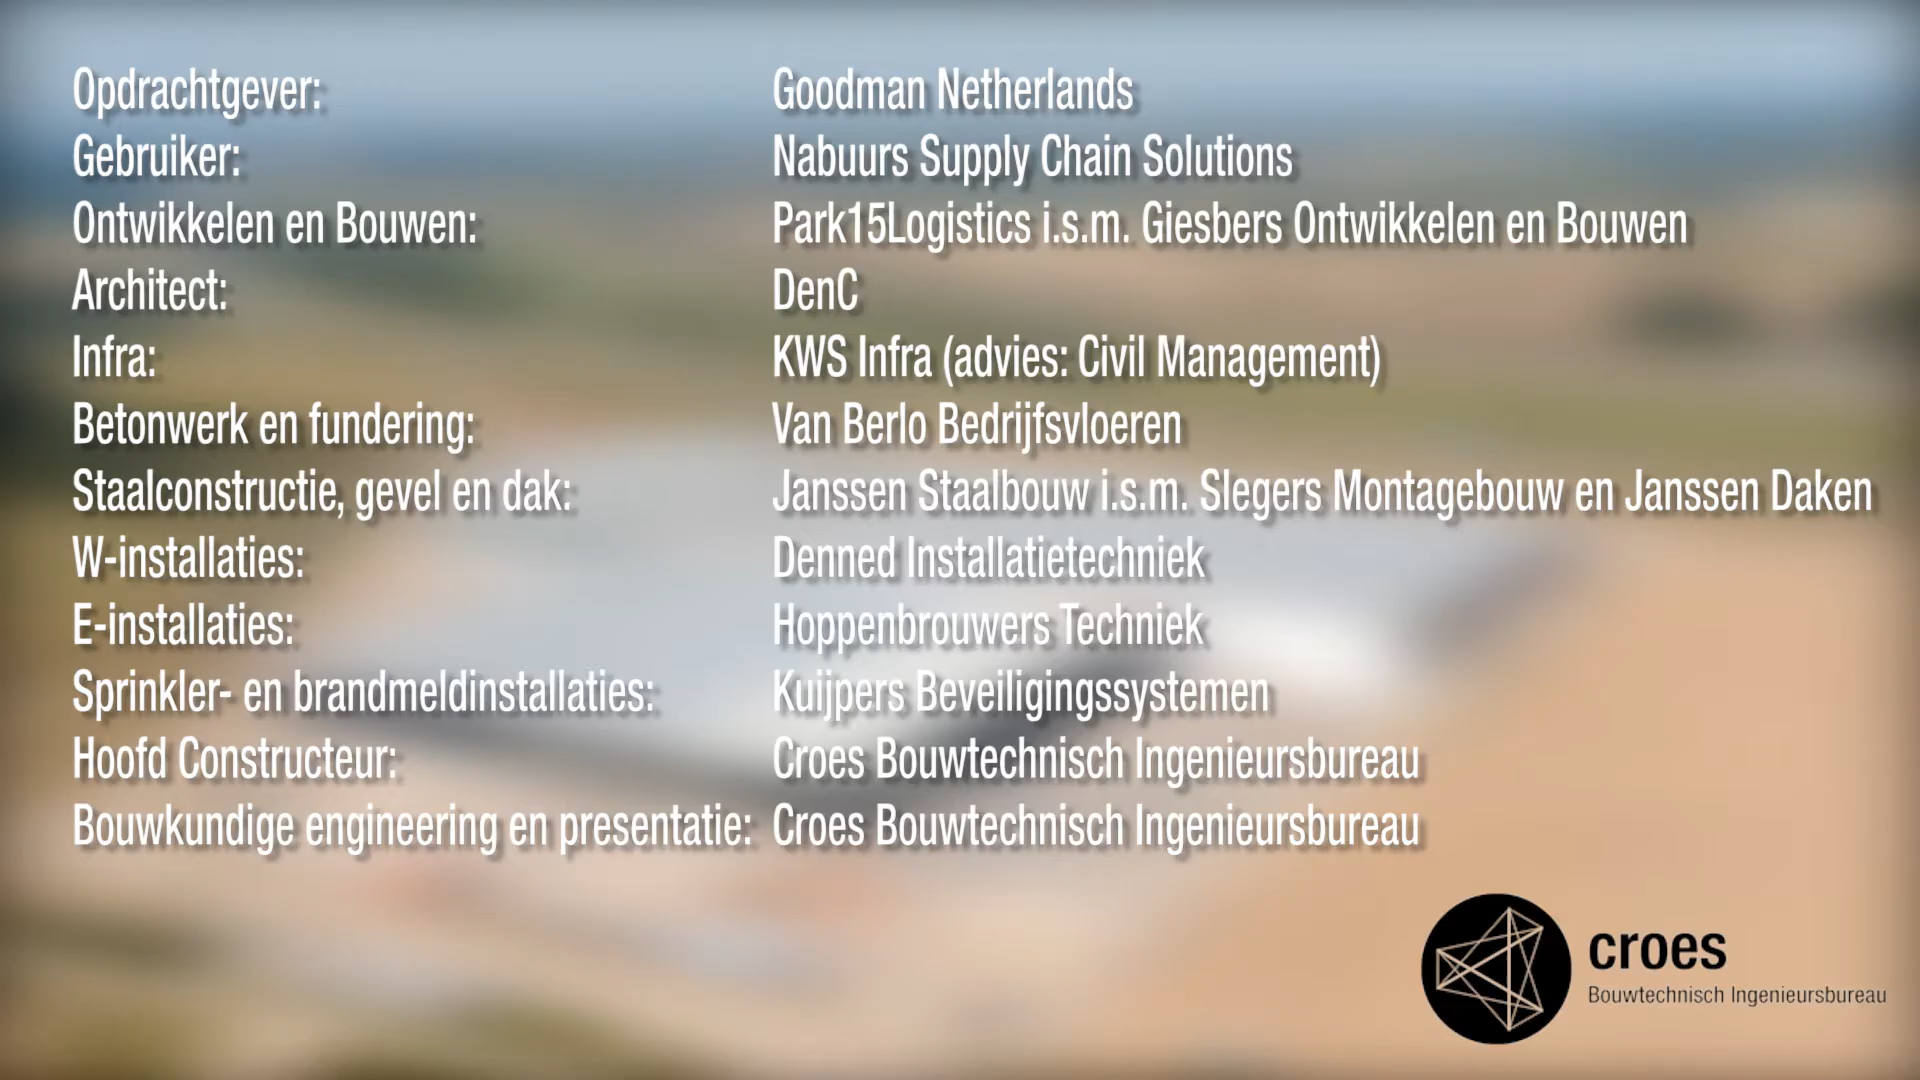 Opdrachtgever: Goodman Netherlands
Gebruiker: Nabuurs Supply Chain Solutions
Ontwikkelen en Bouwen: Park15Logistics i.s.m. Giesbers Ontwikkelen en Bouwen
Architect: DenC
Infra: KWS Infra (advies: Civil Management)
Betonwerk en fundering: Van Berlo Bedrijfsvloeren
Staalconstructie, gevel en dak: Janssen Staalbouw i.s.m. Slegers Montagebouw en Janssen Daken
W-installaties: Denned Installatietechniek
E-installaties: Hoppenbrouwers Techniek
Sprinkler- en brandmeldinstallaties: Kuijpers Beveiligingssystemen
Hoofd Constructeur: Croes Bouwtechnisch Ingenieursbureau
Bouwkundige engineering en presentatie: Croes Bouwtechnisch Ingenieursbureau
croes
Bouwtechnisch Ingenieursbureau